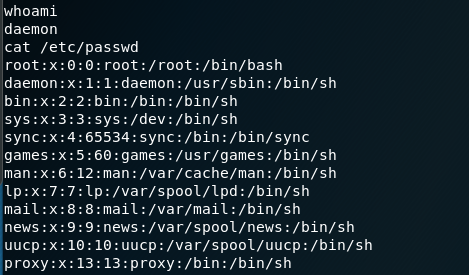 whoami
daemon
cat /etc/passwd
root:x:0:0:root:/root:/bin/bash
daemon:x:1:1:daemon:/usr/sbin:/bin/sh
bin:x:2:2:bin:/bin:/bin/sh
sys:x:3:3:sys:/dev:/bin/sh
sync:x:4:65534:sync:/bin:/bin/sync
games:x:5:60:games:/usr/games:/bin/sh
man:x:6:12:man:/var/cache/man:/bin/sh
lp:x:7:7:lp:/var/spool/lpd:/bin/sh
mail:x:8:8:mail:/var/mail:/bin/sh
news:x:9:9:news:/var/spool/news:/bin/sh
uucp:x:10:10:uucp:/var/spool/uucp:/bin/sh
proxy:x:13:13:proxy:/bin:/bin/sh